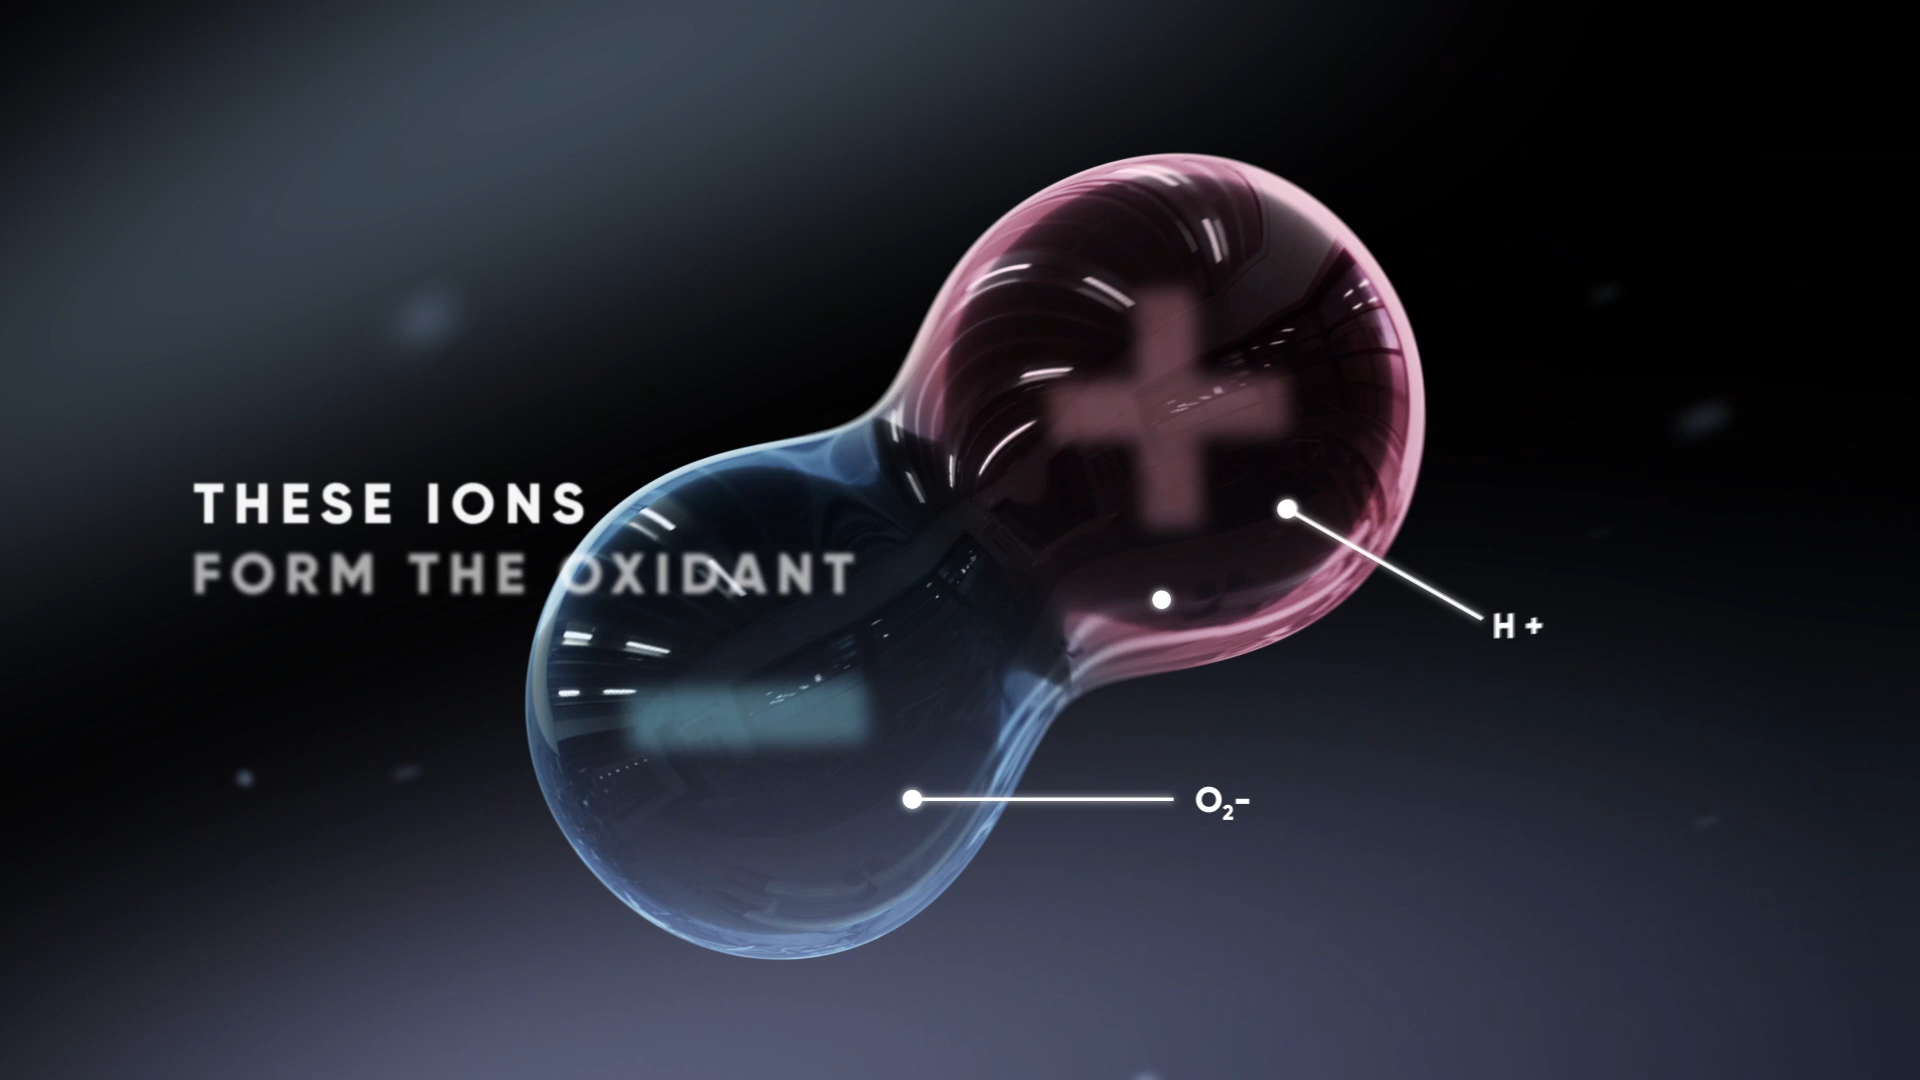 THESE IONS
FORM THE OXIDANT
H +
O₂-